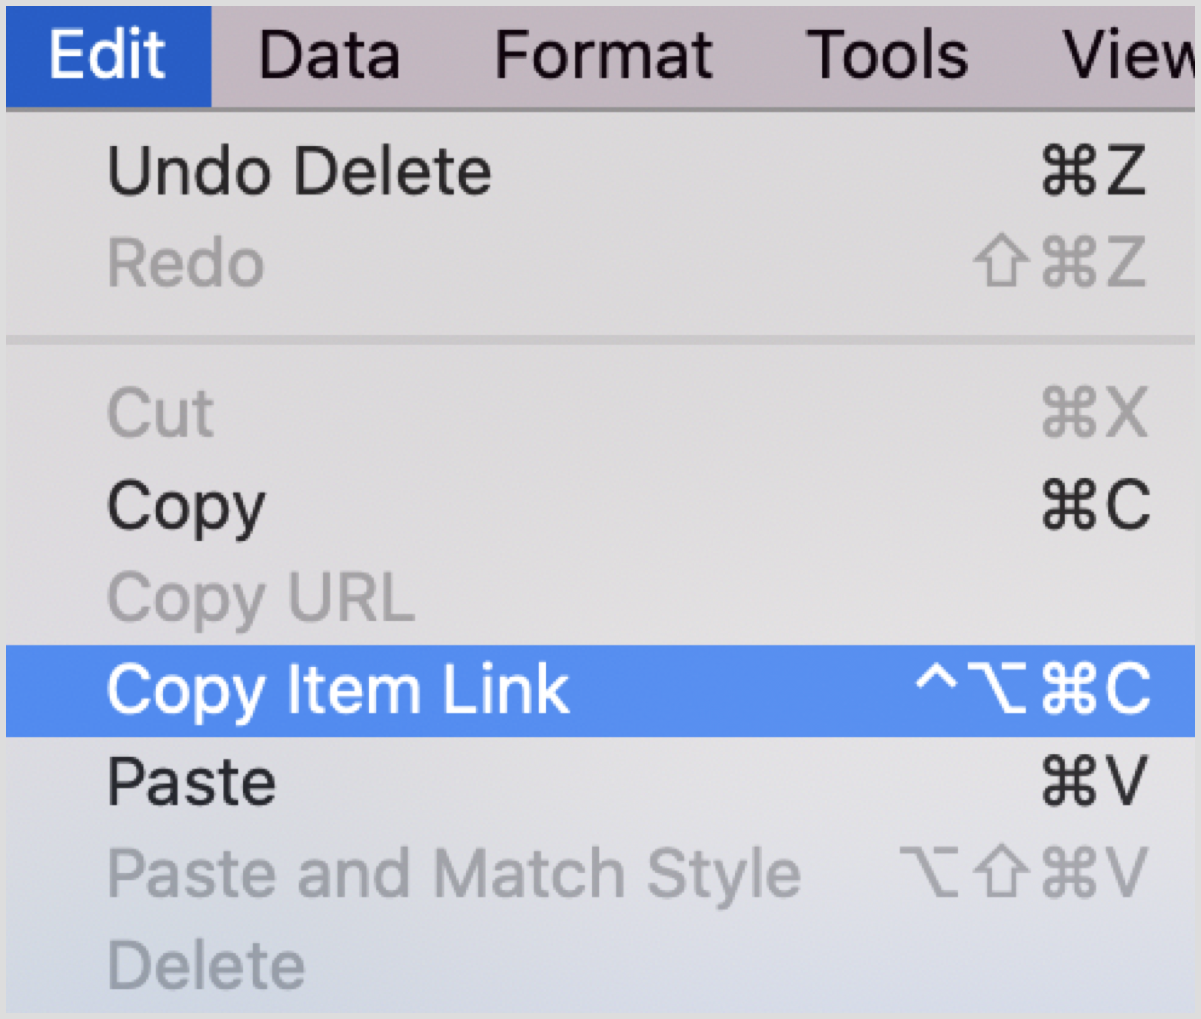 Edit Data Format Tools View
Undo Delete ⌘Z
Redo ⇧⌘Z
Cut ⌘X
Copy ⌘C
Copy URL
Copy Item Link ^⌥⌘C
Paste ⌘V
Paste and Match Style ⌥⇧⌘V
Delete